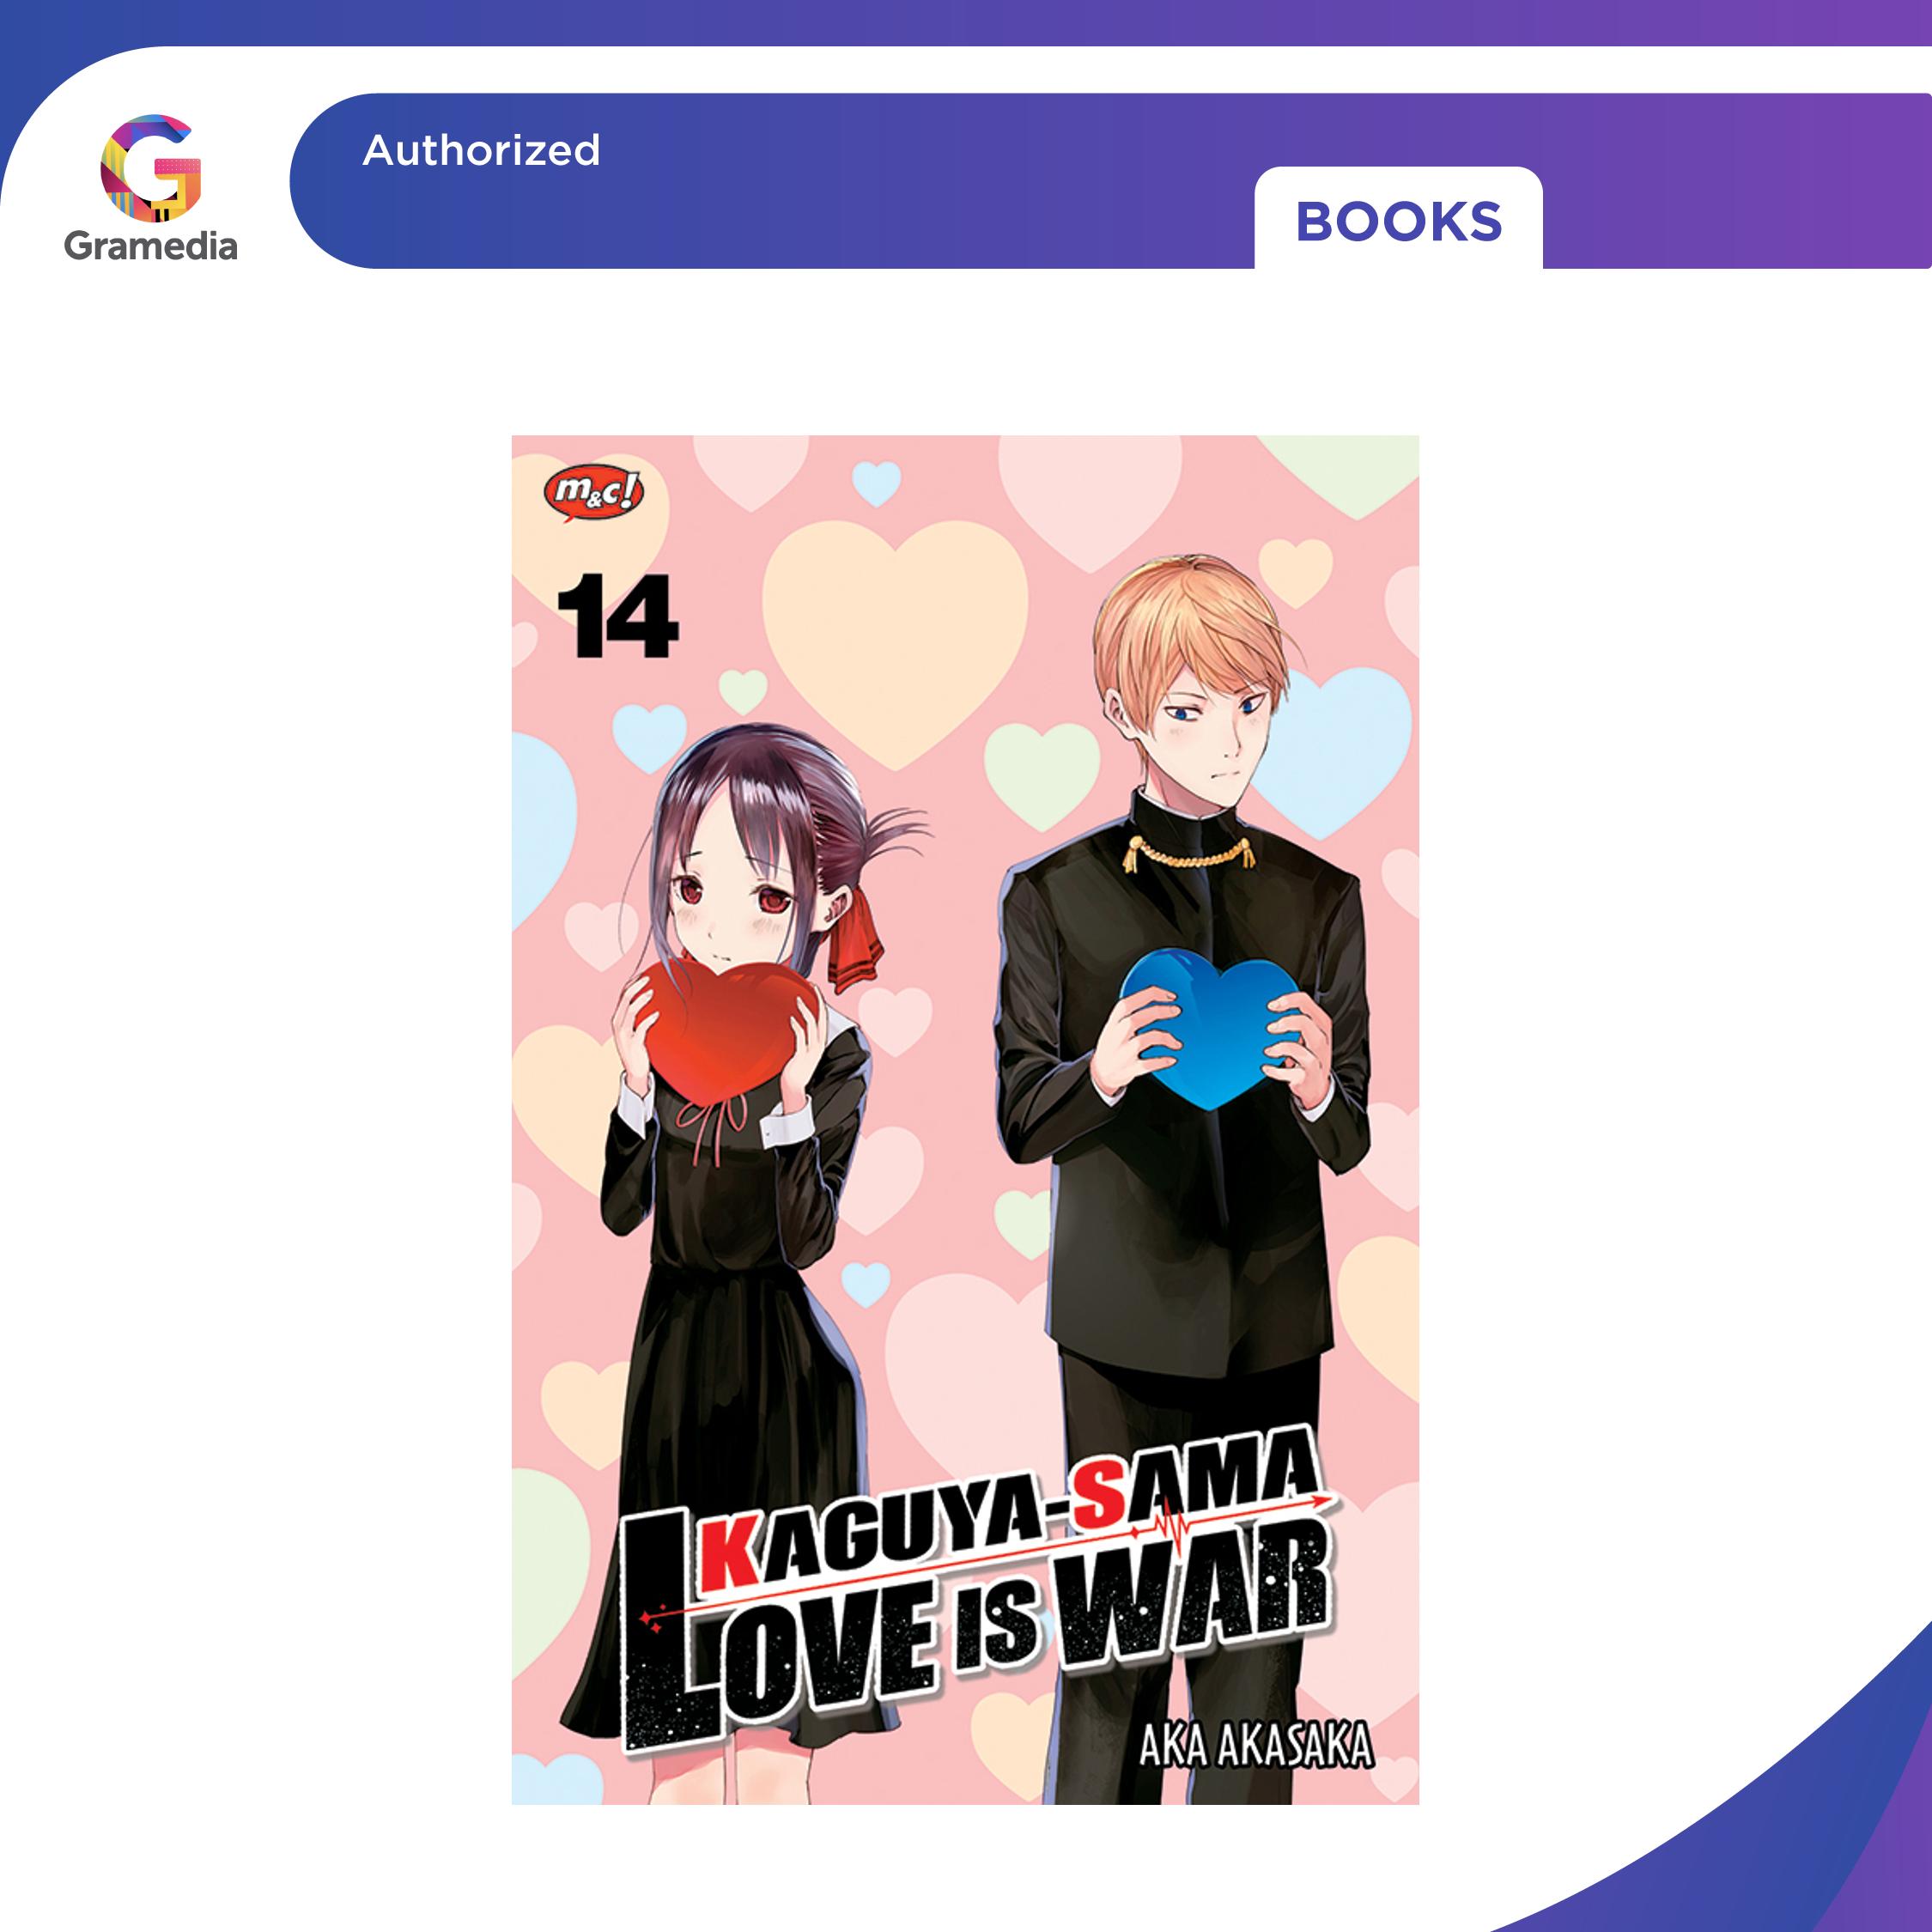 Gramedia
Authorized
BOOKS
m&c!
14
KAGUYA-SAMA
LOVE IS WAR
AKA AKASAKA